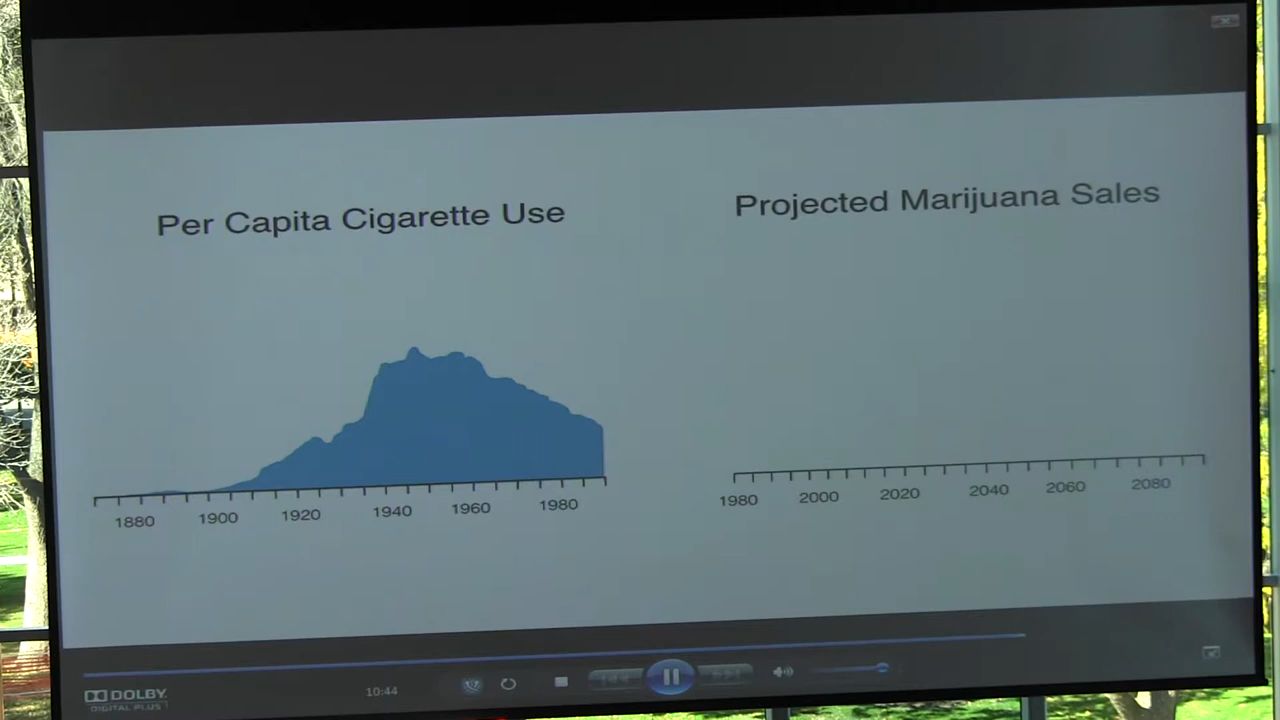 Per Capita Cigarette Use
1880 1900 1920 1940 1960 1980
Projected Marijuana Sales
1980 2000 2020 2040 2060 2080
DOLBY
DIGITAL PLUS
10:44